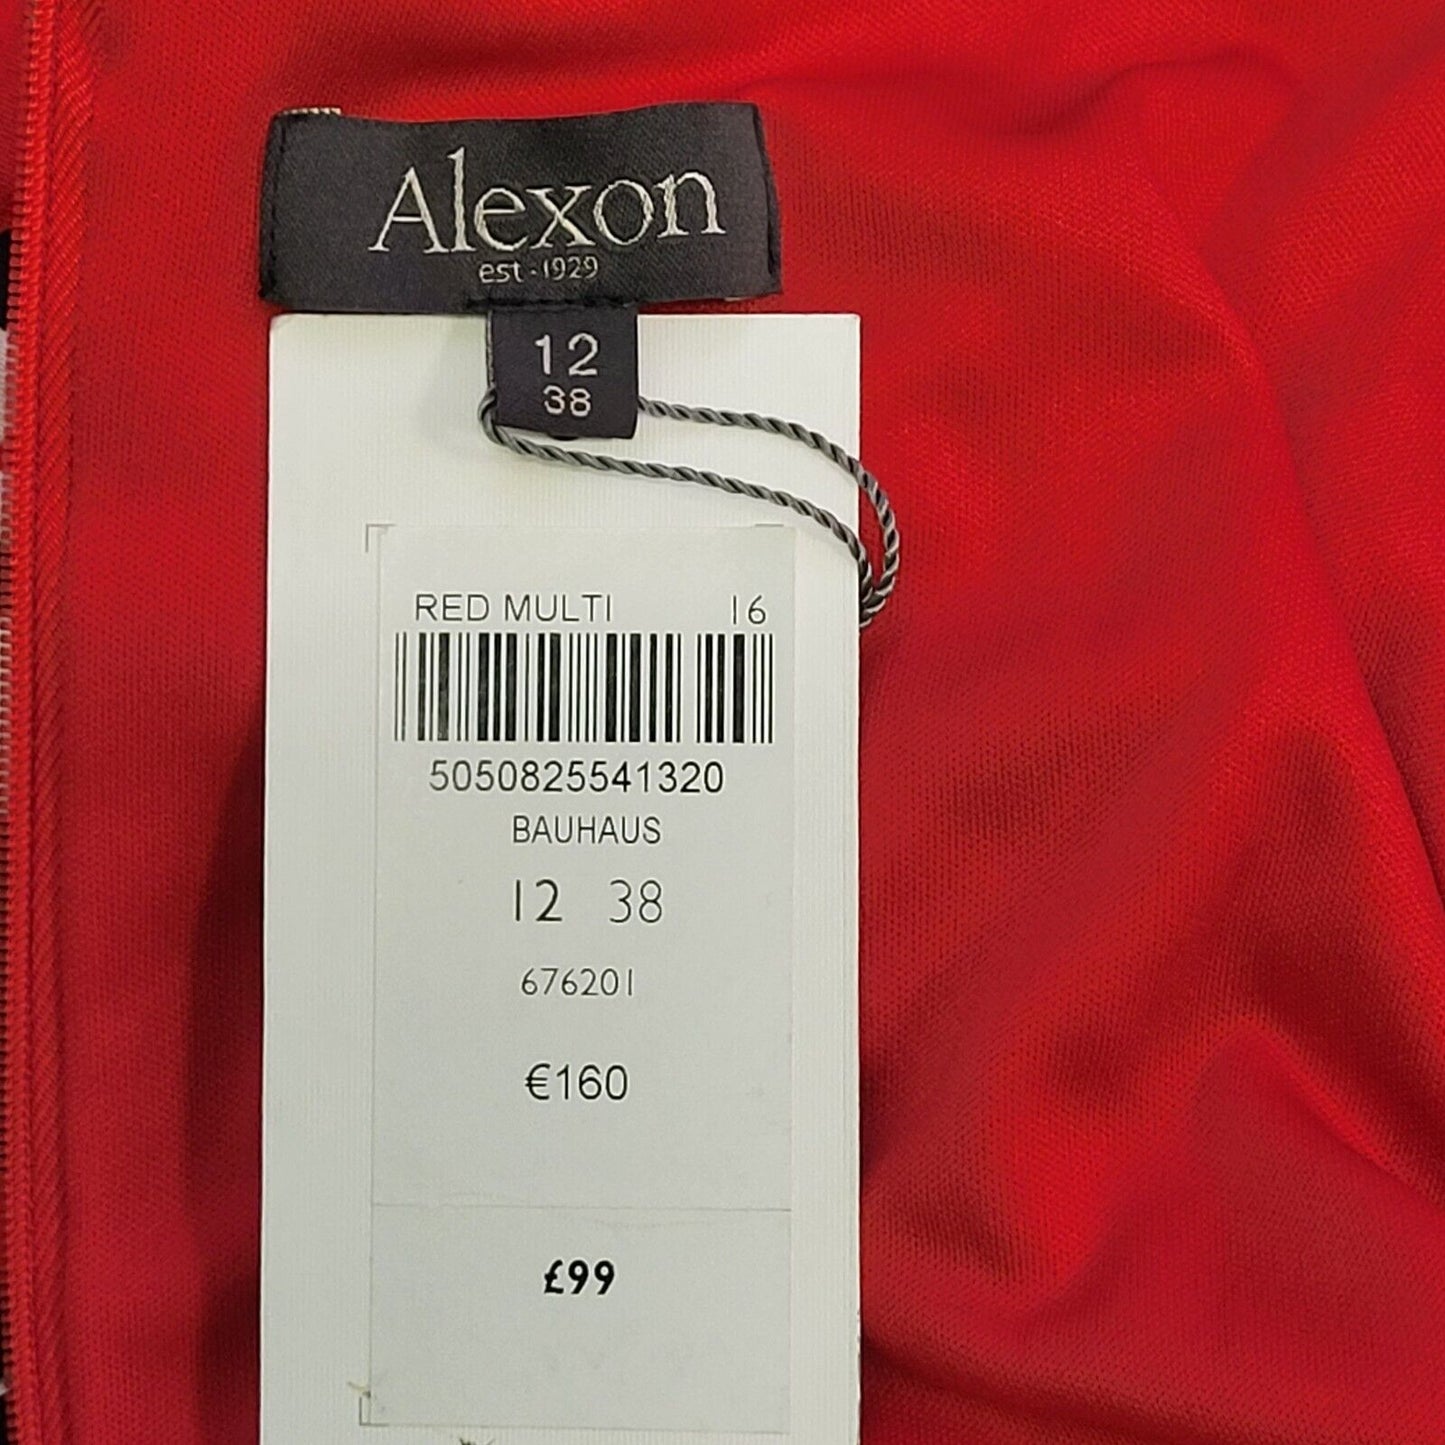 Alexon
est - 1929
12
38
RED MULTI 16
5050825541320
BAUHAUS
12 38
676201
€160
£99